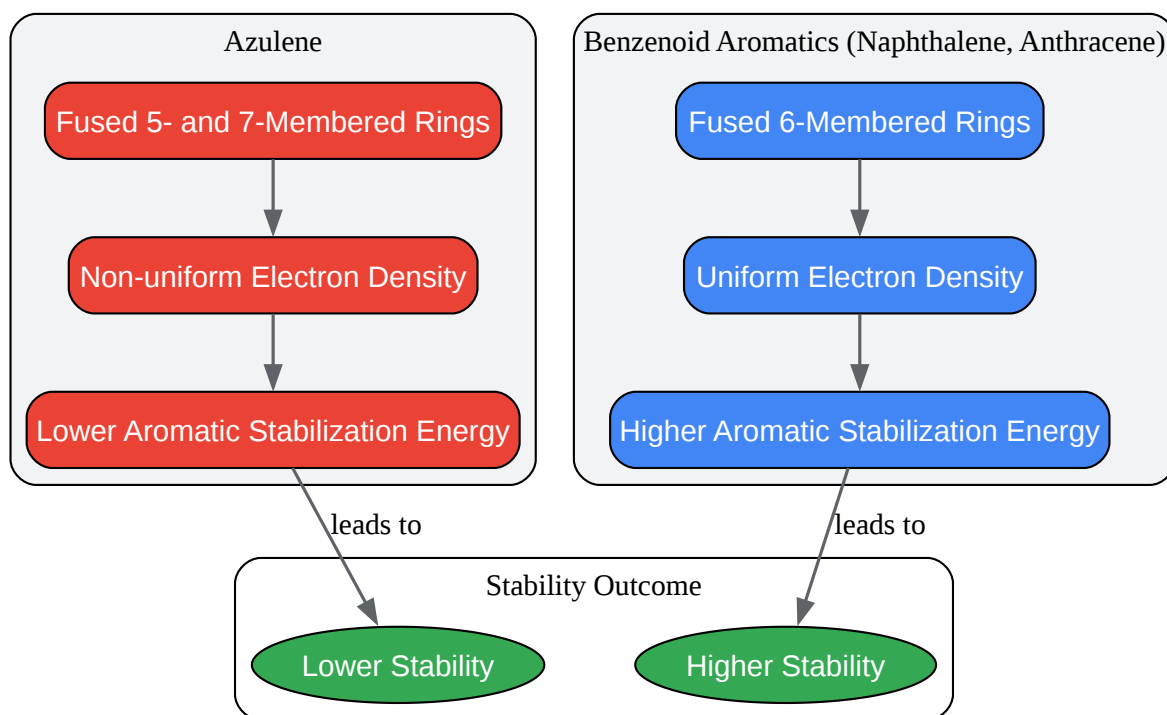 Azulene
Fused 5- and 7-Membered Rings
Non-uniform Electron Density
Lower Aromatic Stabilization Energy
Benzenoid Aromatics (Naphthalene, Anthracene)
Fused 6-Membered Rings
Uniform Electron Density
Higher Aromatic Stabilization Energy
leads to
leads to
Stability Outcome
Lower Stability
Higher Stability